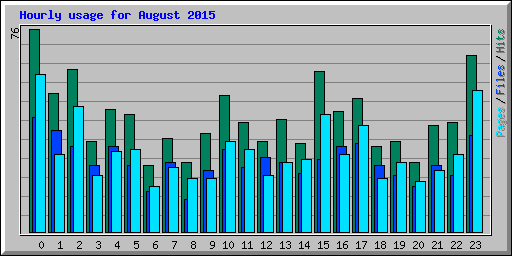 Hourly usage for August 2015
76
Pages/Files/Hits
0 1 2 3 4 5 6 7 8 9 10 11 12 13 14 15 16 17 18 19 20 21 22 23